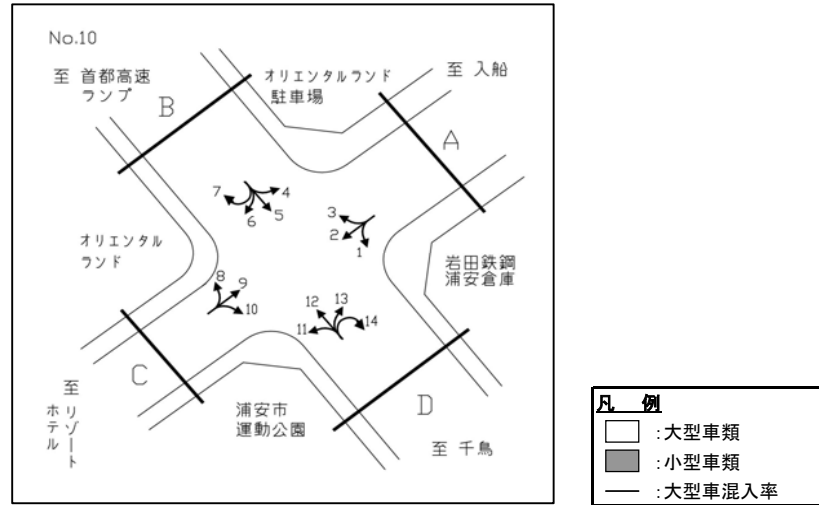 No.10
至 首都高速
ランプ
B
オリエンタルランド
駐車場
至 入船
A
7
4
6
5
3
2
1
オリエンタル
ランド
岩田鉄鋼
浦安倉庫
8
9
10
12
13
11
14
C
D
至 リゾート
ホテル
浦安市
運動公園
至 千鳥
凡 例
:大型車類
:小型車類
:大型車混入率